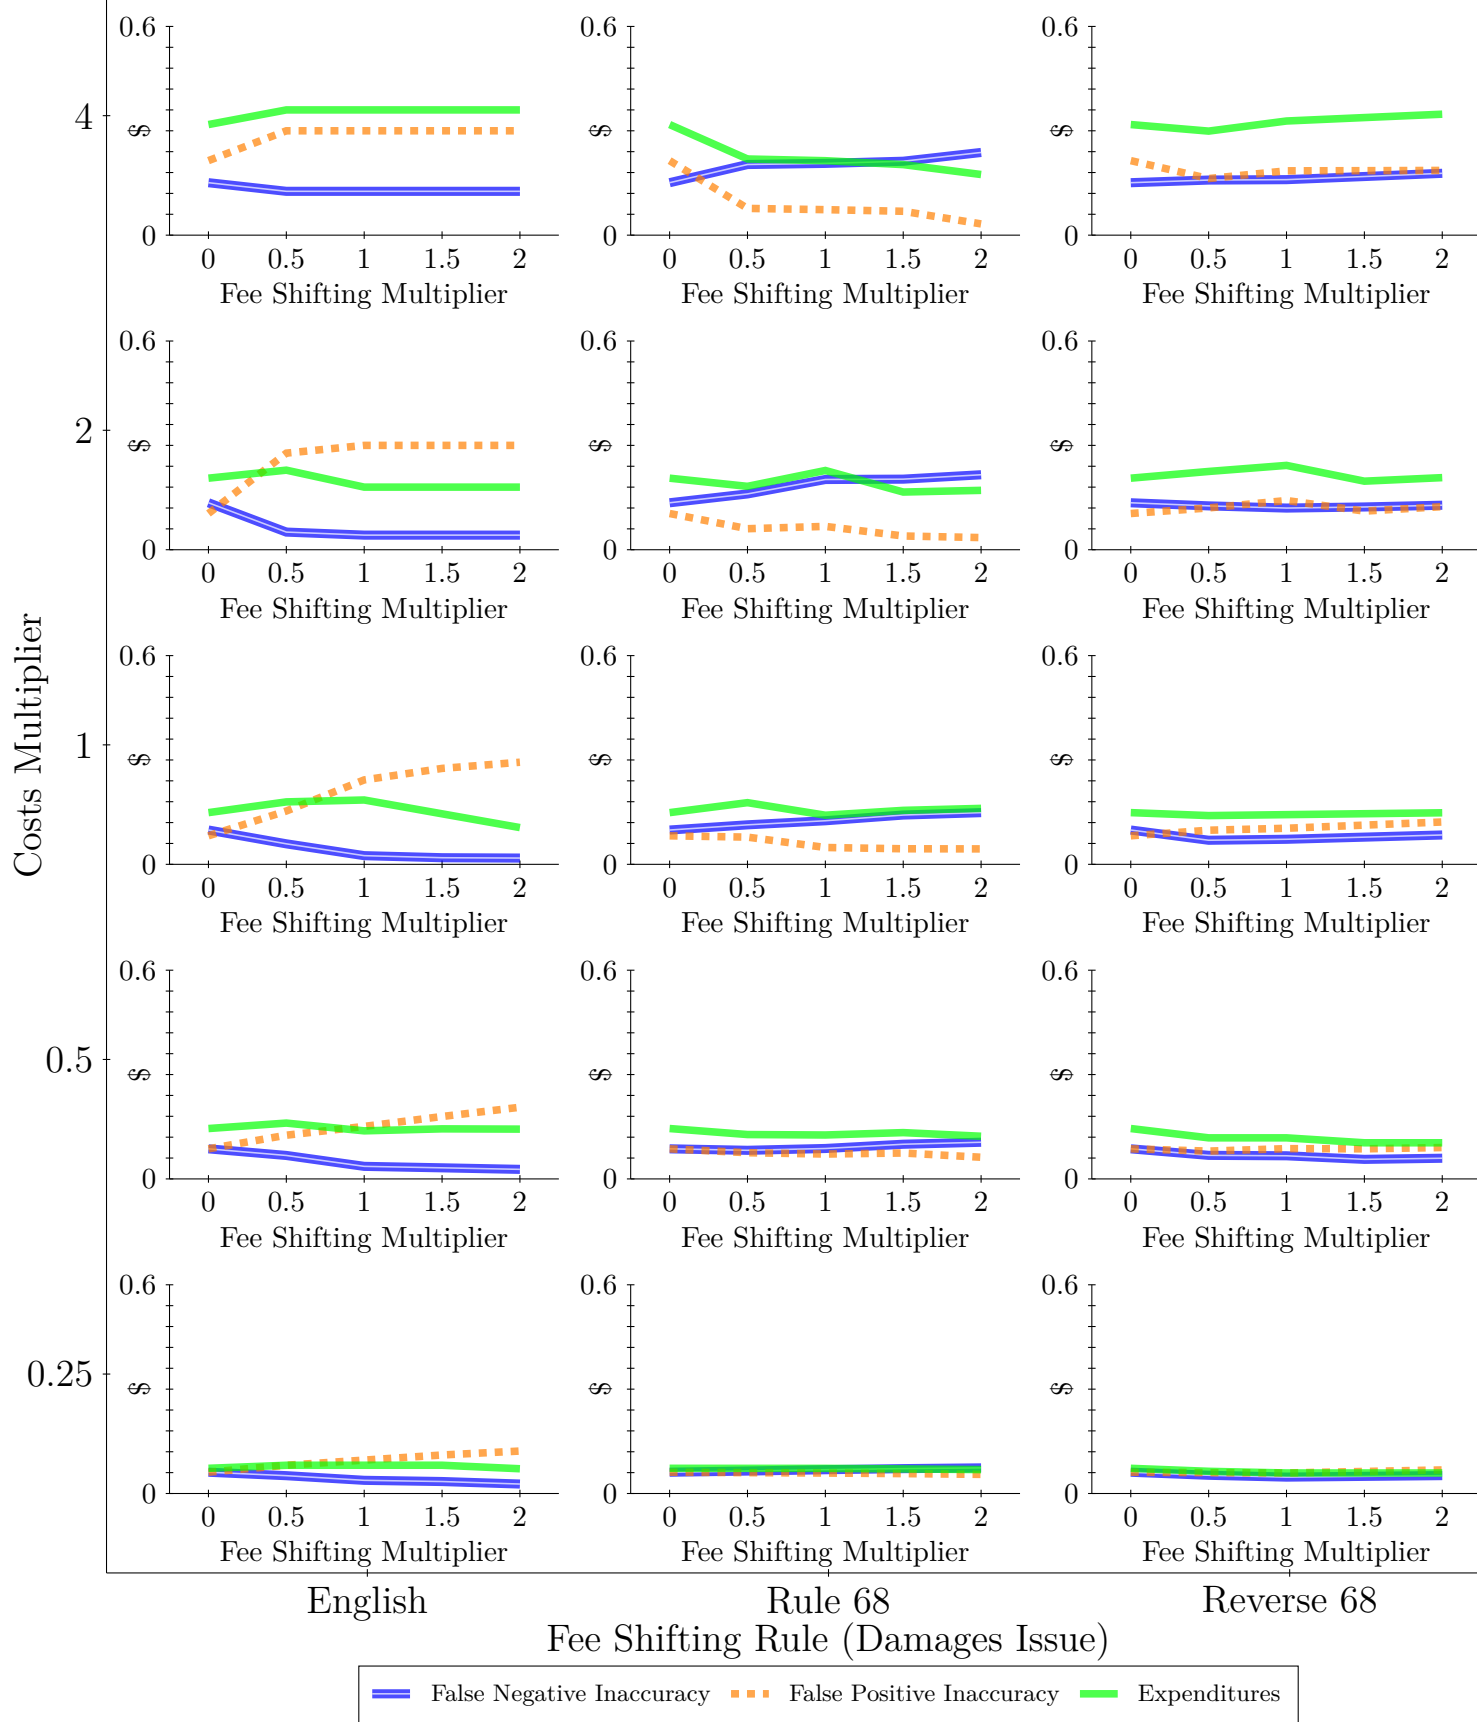 Costs Multiplier
4
0.6
$
0
0 0.5 1 1.5 2
Fee Shifting Multiplier
0.6
$
0
0 0.5 1 1.5 2
Fee Shifting Multiplier
0.6
$
0
0 0.5 1 1.5 2
Fee Shifting Multiplier
2
0.6
$
0
0 0.5 1 1.5 2
Fee Shifting Multiplier
0.6
$
0
0 0.5 1 1.5 2
Fee Shifting Multiplier
0.6
$
0
0 0.5 1 1.5 2
Fee Shifting Multiplier
1
0.6
$
0
0 0.5 1 1.5 2
Fee Shifting Multiplier
0.6
$
0
0 0.5 1 1.5 2
Fee Shifting Multiplier
0.6
$
0
0 0.5 1 1.5 2
Fee Shifting Multiplier
0.5
0.6
$
0
0 0.5 1 1.5 2
Fee Shifting Multiplier
0.6
$
0
0 0.5 1 1.5 2
Fee Shifting Multiplier
0.6
$
0
0 0.5 1 1.5 2
Fee Shifting Multiplier
0.25
0.6
$
0
0 0.5 1 1.5 2
Fee Shifting Multiplier
0.6
$
0
0 0.5 1 1.5 2
Fee Shifting Multiplier
0.6
$
0
0 0.5 1 1.5 2
Fee Shifting Multiplier
English Rule 68 Reverse 68
Fee Shifting Rule (Damages Issue)
False Negative Inaccuracy False Positive Inaccuracy Expenditures